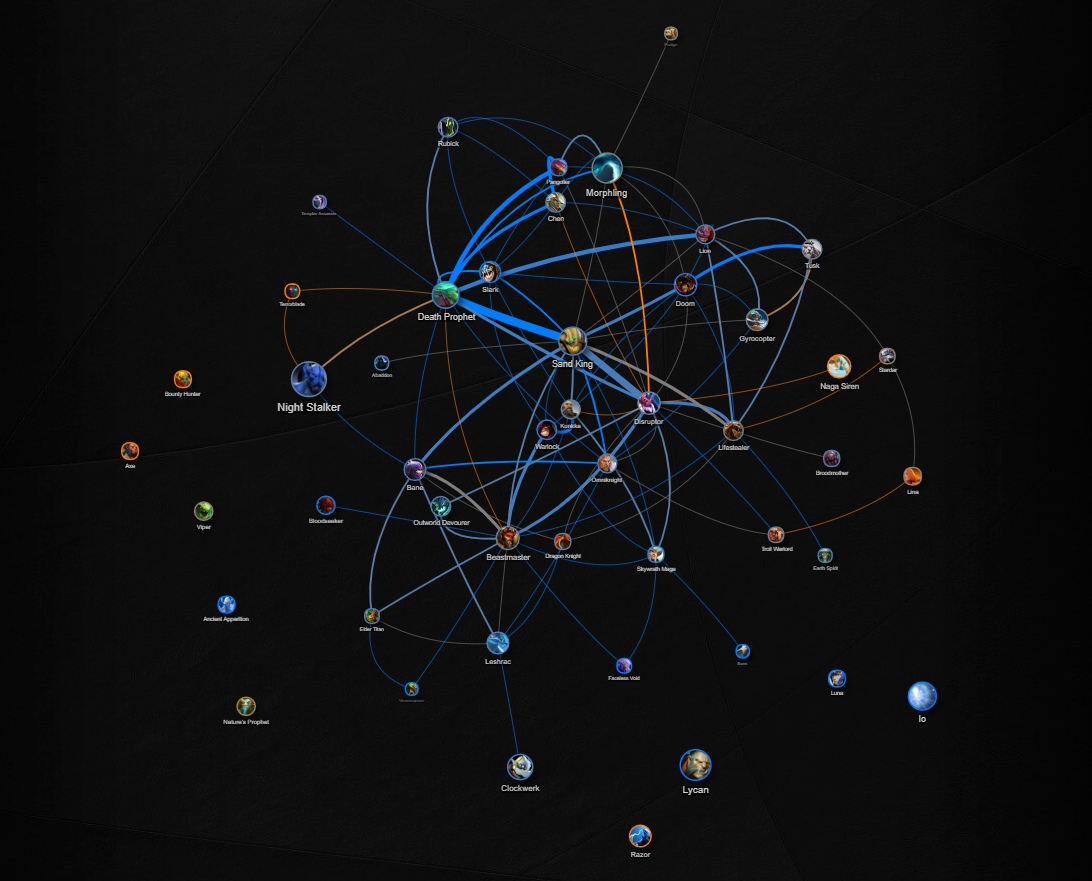 Rubick
Pangolier
Morphling
Chen
Lion
Tusk
Slark
Doom
Death Prophet
Gyrocopter
Terrorblade
Sand King
Abaddon
Slardar
Bounty Hunter
Naga Siren
Night Stalker
Kunkka
Disruptor
Warlock
Lifestealer
Axe
Broodmother
Omniknight
Bane
Lina
Viper
Bloodseeker
Outworld Devourer
Beastmaster
Dragon Knight
Troll Warlord
Skywrath Mage
Earth Spirit
Ancient Apparition
Elder Titan
Leshrac
Faceless Void
Luna
Nature's Prophet
Io
Clockwerk
Lycan
Razor